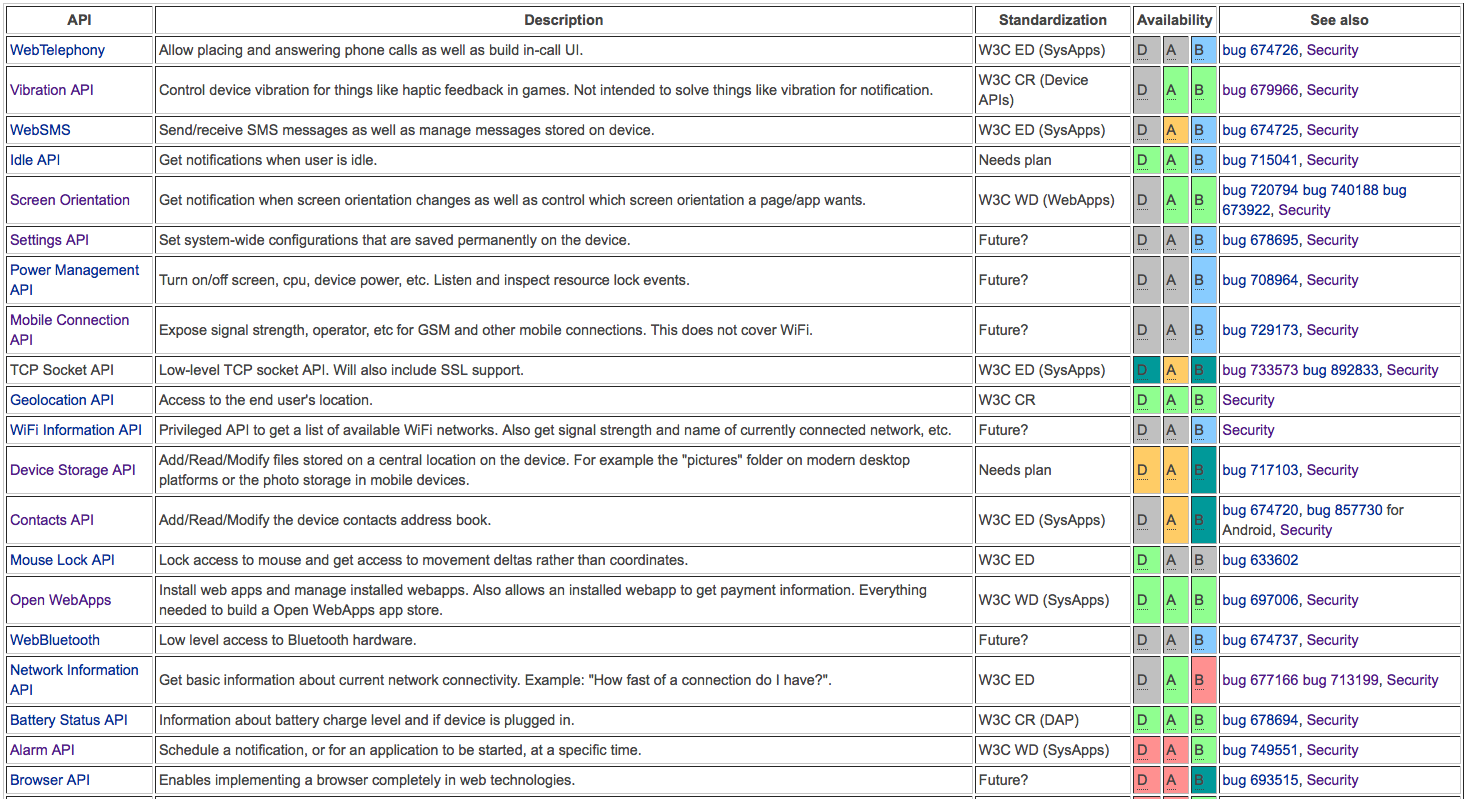 API Description Standardization Availability See also
WebTelephony Allow placing and answering phone calls as well as build in-call UI. W3C ED (SysApps) D A B bug 674726, Security
Vibration API Control device vibration for things like haptic feedback in games. Not intended to solve things like vibration for notification. W3C CR (Device
APIs) D A B bug 679966, Security
WebSMS Send/receive SMS messages as well as manage messages stored on device. W3C ED (SysApps) D A B bug 674725, Security
Idle API Get notifications when user is idle. Needs plan D A B bug 715041, Security
Screen Orientation Get notification when screen orientation changes as well as control which screen orientation a page/app wants. W3C WD (WebApps) D A B bug 720794 bug 740188 bug
673922, Security
Settings API Set system-wide configurations that are saved permanently on the device. Future? D A B bug 678695, Security
Power Management
API Turn on/off screen, cpu, device power, etc. Listen and inspect resource lock events. Future? D A B bug 708964, Security
Mobile Connection
API Expose signal strength, operator, etc for GSM and other mobile connections. This does not cover WiFi. Future? D A B bug 729173, Security
TCP Socket API Low-level TCP socket API. Will also include SSL support. W3C ED (SysApps) D A B bug 733573 bug 892833, Security
Geolocation API Access to the end user's location. W3C CR D A B Security
WiFi Information API Privileged API to get a list of available WiFi networks. Also get signal strength and name of currently connected network, etc. Future? D A B Security
Device Storage API Add/Read/Modify files stored on a central location on the device. For example the "pictures" folder on modern desktop
platforms or the photo storage in mobile devices. Needs plan D A B bug 717103, Security
Contacts API Add/Read/Modify the device contacts address book. W3C ED (SysApps) D A B bug 674720, bug 857730 for
Android, Security
Mouse Lock API Lock access to mouse and get access to movement deltas rather than coordinates. W3C ED D A B bug 633602
Open WebApps Install web apps and manage installed webapps. Also allows an installed webapp to get payment information. Everything
needed to build a Open WebApps app store. W3C WD (SysApps) D A B bug 697006, Security
WebBluetooth Low level access to Bluetooth hardware. Future? D A B bug 674737, Security
Network Information
API Get basic information about current network connectivity. Example: "How fast of a connection do I have?". W3C ED D A B bug 677166 bug 713199, Security
Battery Status API Information about battery charge level and if device is plugged in. W3C CR (DAP) D A B bug 678694, Security
Alarm API Schedule a notification, or for an application to be started, at a specific time. W3C WD (SysApps) D A B bug 749551, Security
Browser API Enables implementing a browser completely in web technologies. Future? D A B bug 693515, Security